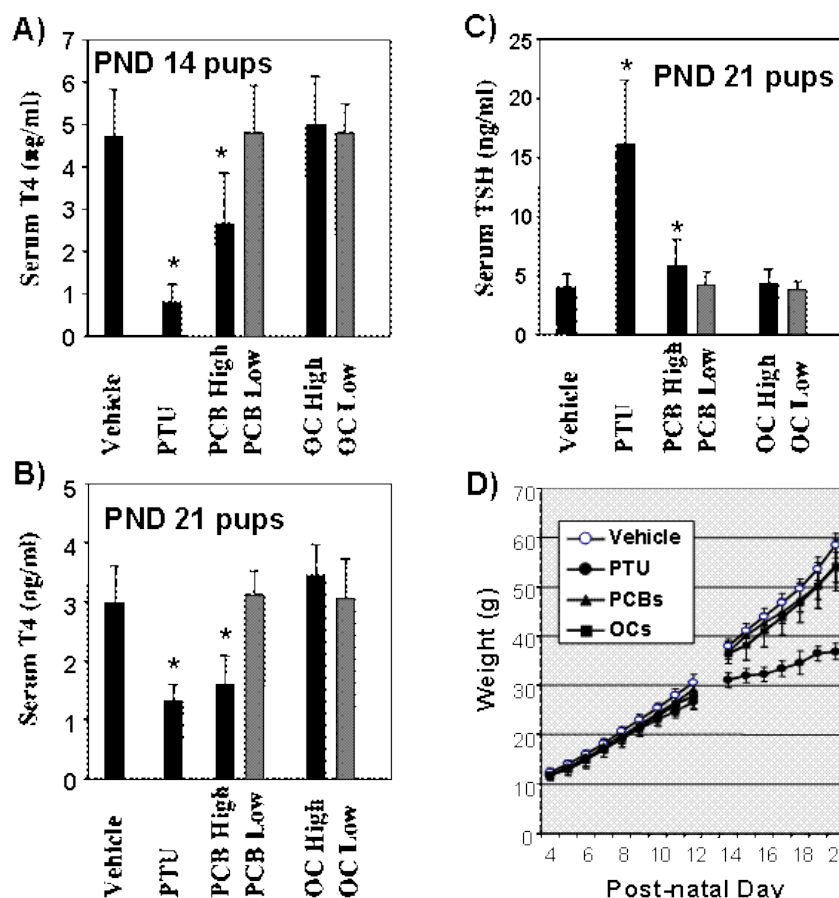 A)
PND 14 pups
Serum T4 (ng/ml)
7
6
5
4
3
2
1
0
*
*
Vehicle
PTU
PCB High
PCB Low
OC High
OC Low
B)
PND 21 pups
Serum T4 (ng/ml)
5
4
3
2
1
0
*
*
Vehicle
PTU
PCB High
PCB Low
OC High
OC Low
C)
PND 21 pups
Serum TSH (ng/ml)
25
20
15
10
5
0
*
*
Vehicle
PTU
PCB High
PCB Low
OC High
OC Low
D)
Weight (g)
70
60
50
40
30
20
10
0
Vehicle
PTU
PCBs
OCs
4 6 8 10 12 14 16 18 2
Post-natal Day